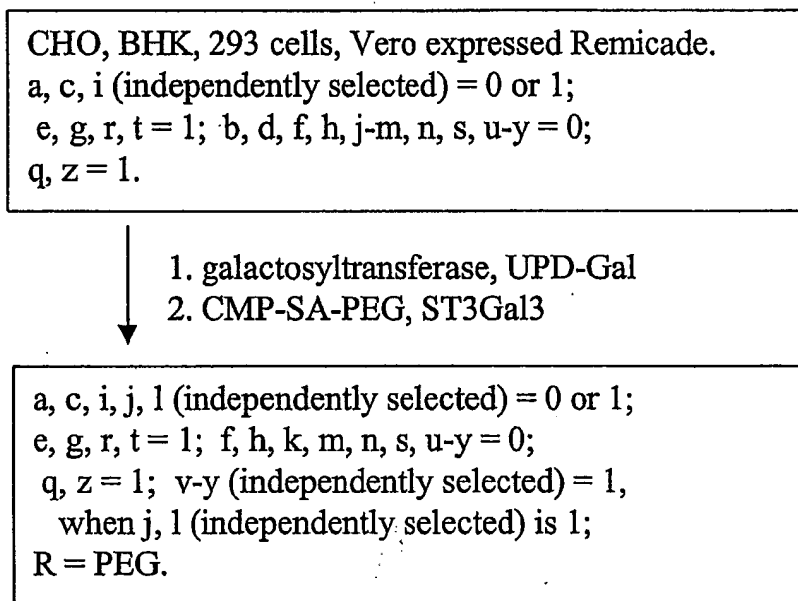 CHO, BHK, 293 cells, Vero expressed Remicade.
a, c, i (independently selected) = 0 or 1;
e, g, r, t = 1; b, d, f, h, j-m, n, s, u-y = 0;
q, z = 1.
1. galactosyltransferase, UPD-Gal
2. CMP-SA-PEG, ST3Gal3
a, c, i, j, l (independently selected) = 0 or 1;
e, g, r, t = 1; f, h, k, m, n, s, u-y = 0;
q, z = 1; v-y (independently selected) = 1,
when j, l (independently selected) is 1;
R = PEG.